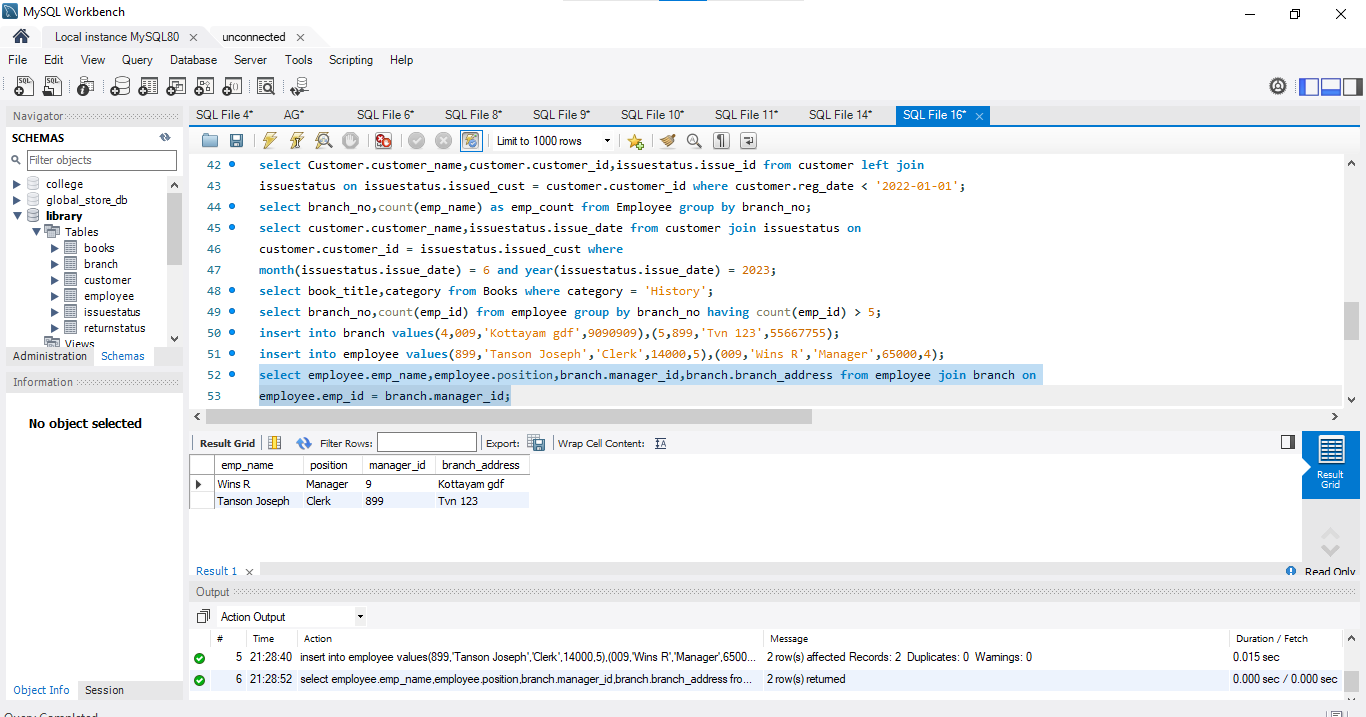 MySQL Workbench
Local instance MySQL80
unconnected
File Edit View Query Database Server Tools Scripting Help
Navigator
SCHEMAS
Filter objects
college
global_store_db
library
Tables
books
branch
customer
employee
issuestatus
returnstatus
Views
Administration Schemas
Information
No object selected
Object Info Session
SQL File 4* AG* SQL File 6* SQL File 8* SQL File 9* SQL File 10* SQL File 11* SQL File 14* SQL File 16*
Limit to 1000 rows
42 select Customer.customer_name,customer.customer_id,issuestatus.issue_id from customer left join
43 issuestatus on issuestatus.issued_cust = customer.customer_id where customer.reg_date < '2022-01-01';
44 select branch_no,count(emp_name) as emp_count from Employee group by branch_no;
45 select customer.customer_name,issuestatus.issue_date from customer join issuestatus on
46 customer.customer_id = issuestatus.issued_cust where
47 month(issuestatus.issue_date) = 6 and year(issuestatus.issue_date) = 2023;
48 select book_title,category from Books where category = 'History';
49 select branch_no,count(emp_id) from employee group by branch_no having count(emp_id) > 5;
50 insert into branch values(4,009,'Kottayam gdf',9090909),(5,899,'Tvn 123',55667755);
51 insert into employee values(899,'Tanson Joseph','Clerk',14000,5),(009,'Wins R','Manager',65000,4);
52 select employee.emp_name,employee.position,branch.manager_id,branch.branch_address from employee join branch on
53 employee.emp_id = branch.manager_id;
Result Grid Filter Rows: Export: Wrap Cell Content:
emp_name position manager_id branch_address
Wins R Manager 9 Kottayam gdf
Tanson Joseph Clerk 899 Tvn 123
Result Grid
Result 1
Read Only
Output
Action Output
# Time Action Message Duration / Fetch
5 21:28:40 insert into employee values(899,'Tanson Joseph','Clerk',14000,5),(009,'Wins R','Manager',6500... 2 row(s) affected Records: 2 Duplicates: 0 Warnings: 0 0.015 sec
6 21:28:52 select employee.emp_name,employee.position,branch.manager_id,branch.branch_address fro... 2 row(s) returned 0.000 sec / 0.000 sec
Query Completed